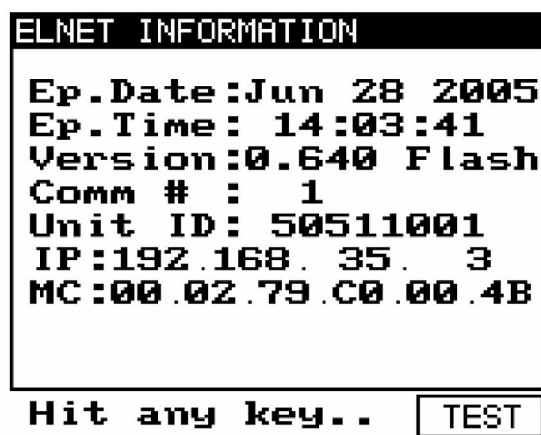 ELNET INFORMATION
Ep.Date:Jun 28 2005
Ep.Time: 14:03:41
Version:0.640 Flash
Comm # : 1
Unit ID: 50511001
IP:192.168. 35. 3
MC:00.02.79.C0.00.4B
Hit any key.. TEST